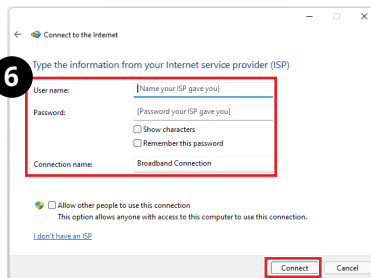 Connect to the Internet
Type the information from your Internet service provider (ISP)
6
User name: [Name your ISP gave you]
Password: [Password your ISP gave you]
Show characters
Remember this password
Connection name: Broadband Connection
Allow other people to use this connection
This option allows anyone with access to this computer to use this connection.
I don't have an ISP
Connect Cancel